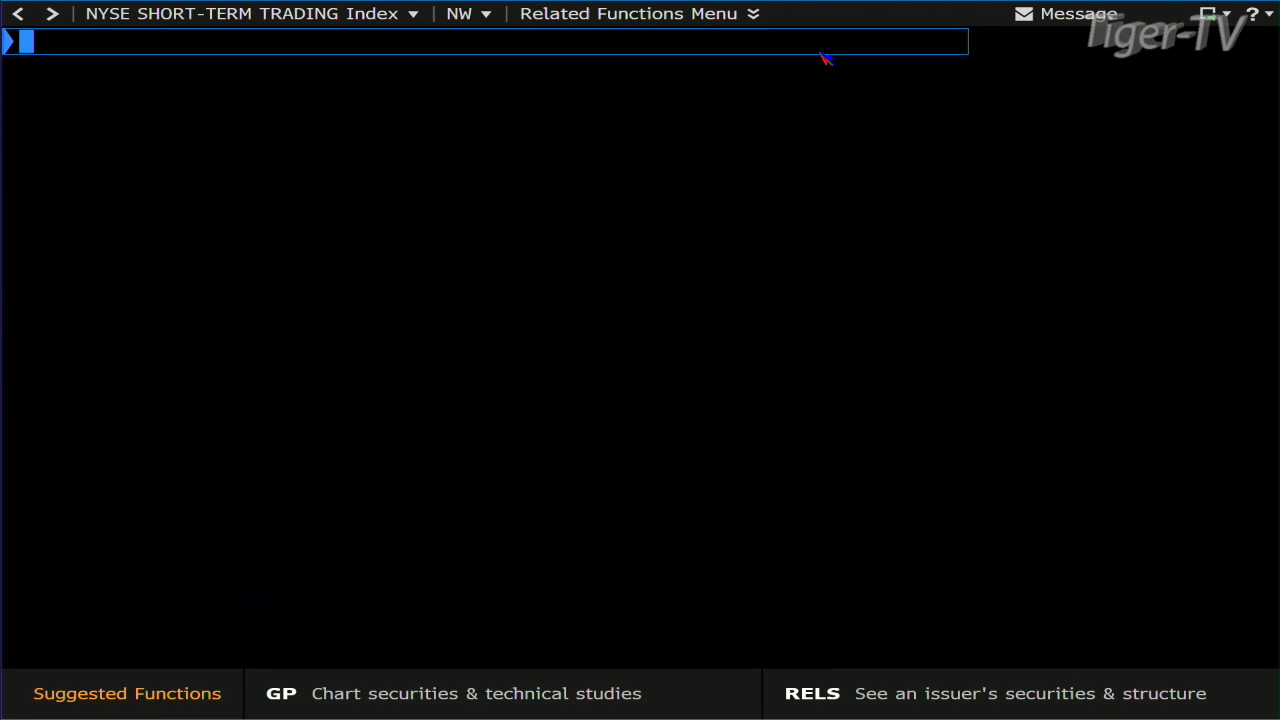 NYSE SHORT-TERM TRADING Index | NW | Related Functions Menu Message ?
Tiger-TV
Suggested Functions GP Chart securities & technical studies RELS See an issuer's securities & structure